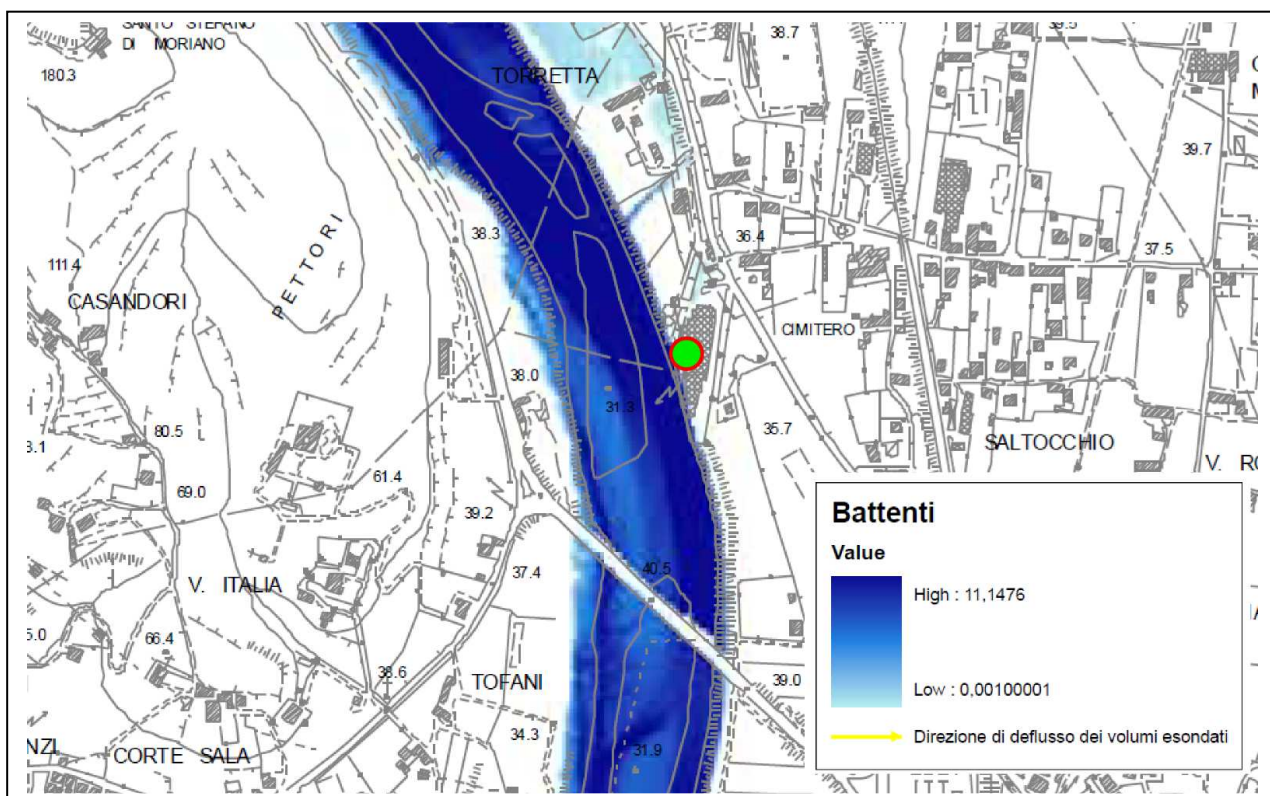 SANTO STEFANO
DI MORIANO
180.3
TORRETTA
38.7
39.5
39.7
PETTORI
38.3
36.4
37.5
111.4
CASANDORI
CIMITERO
38.0
31.3
35.7
80.5
SALTOCCHIO
69.0
61.4
39.2
V. ITALIA
37.4
40.5
66.4
38.6
TOFANI
39.0
34.3
31.9
CORTE SALA
Battenti
Value
High : 11,1476
Low : 0,00100001
Direzione di deflusso dei volumi esondati